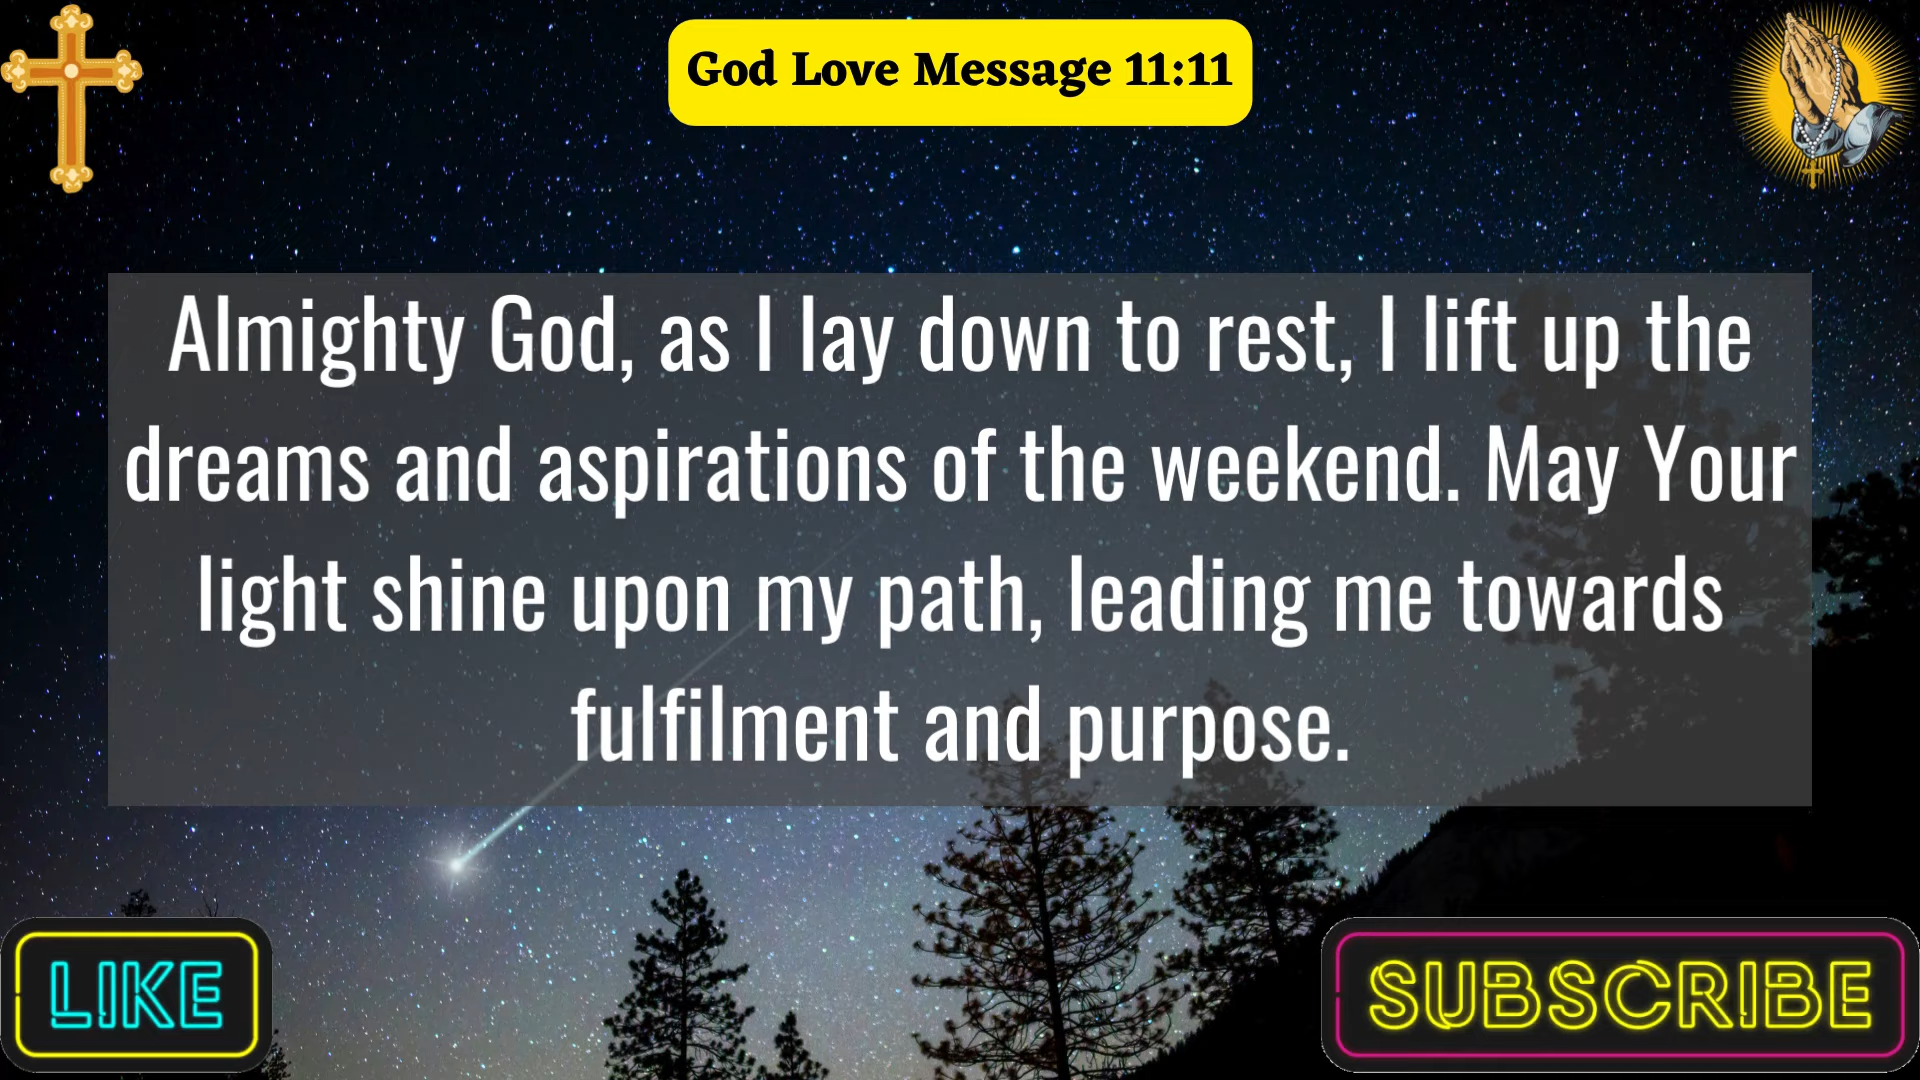 God Love Message 11:11
Almighty God, as I lay down to rest, I lift up the
dreams and aspirations of the weekend. May Your
light shine upon my path, leading me towards
fulfilment and purpose.
LIKE
SUBSCRIBE